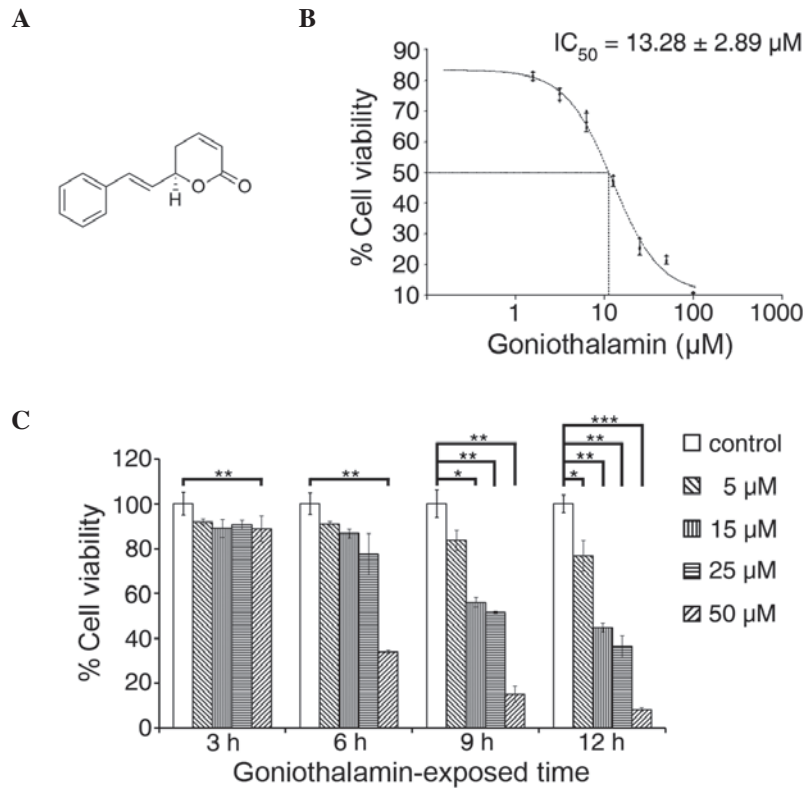 A
B
O
O
H
IC50 = 13.28 ± 2.89 µM
% Cell viability
90
80
70
60
50
40
30
20
10
1
10
100
1000
Goniothalamin (µM)
C
% Cell viability
120
100
80
60
40
20
0
**
**
**
**
*
***
**
**
*
3 h
6 h
9 h
12 h
Goniothalamin-exposed time
control
5 µM
15 µM
25 µM
50 µM